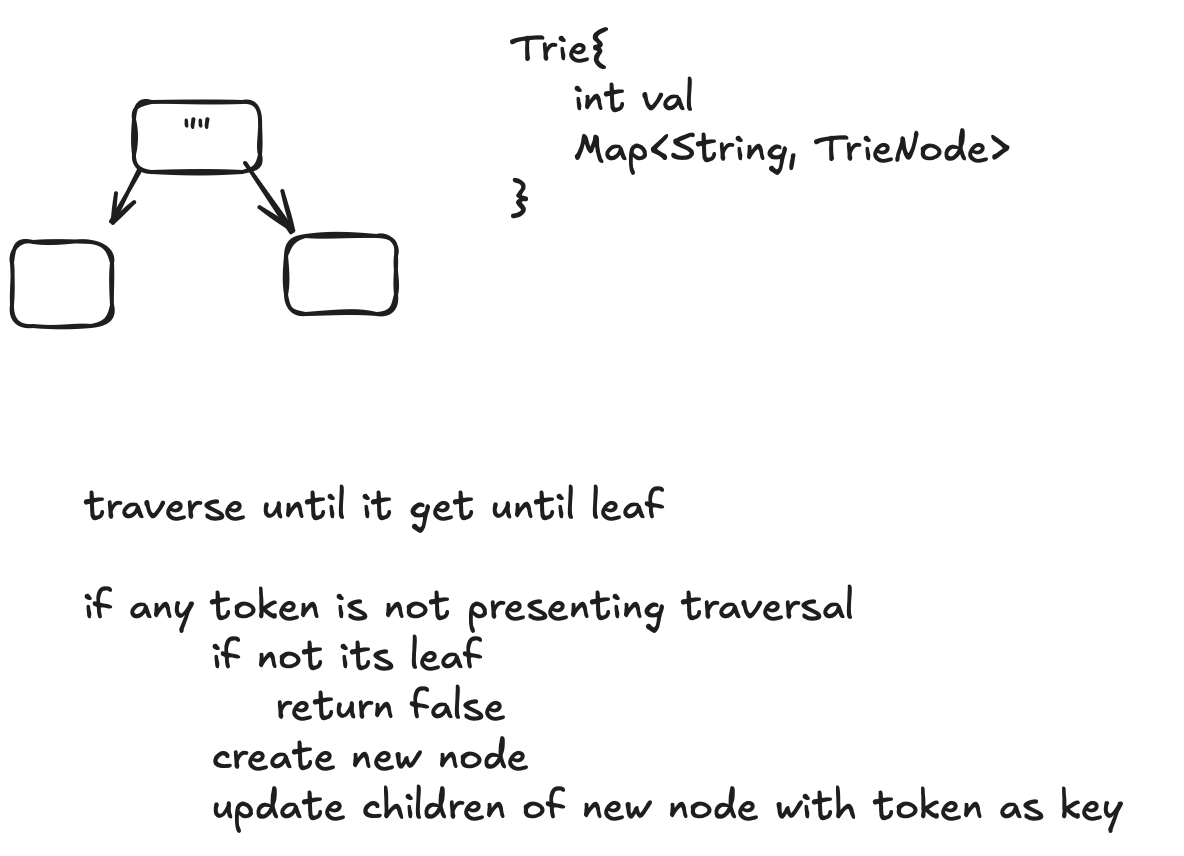 ""
Trie{
int val
Map<String, TrieNode>
}
traverse until it get until leaf
if any token is not presenting traversal
if not its leaf
return false
create new node
update children of new node with token as key